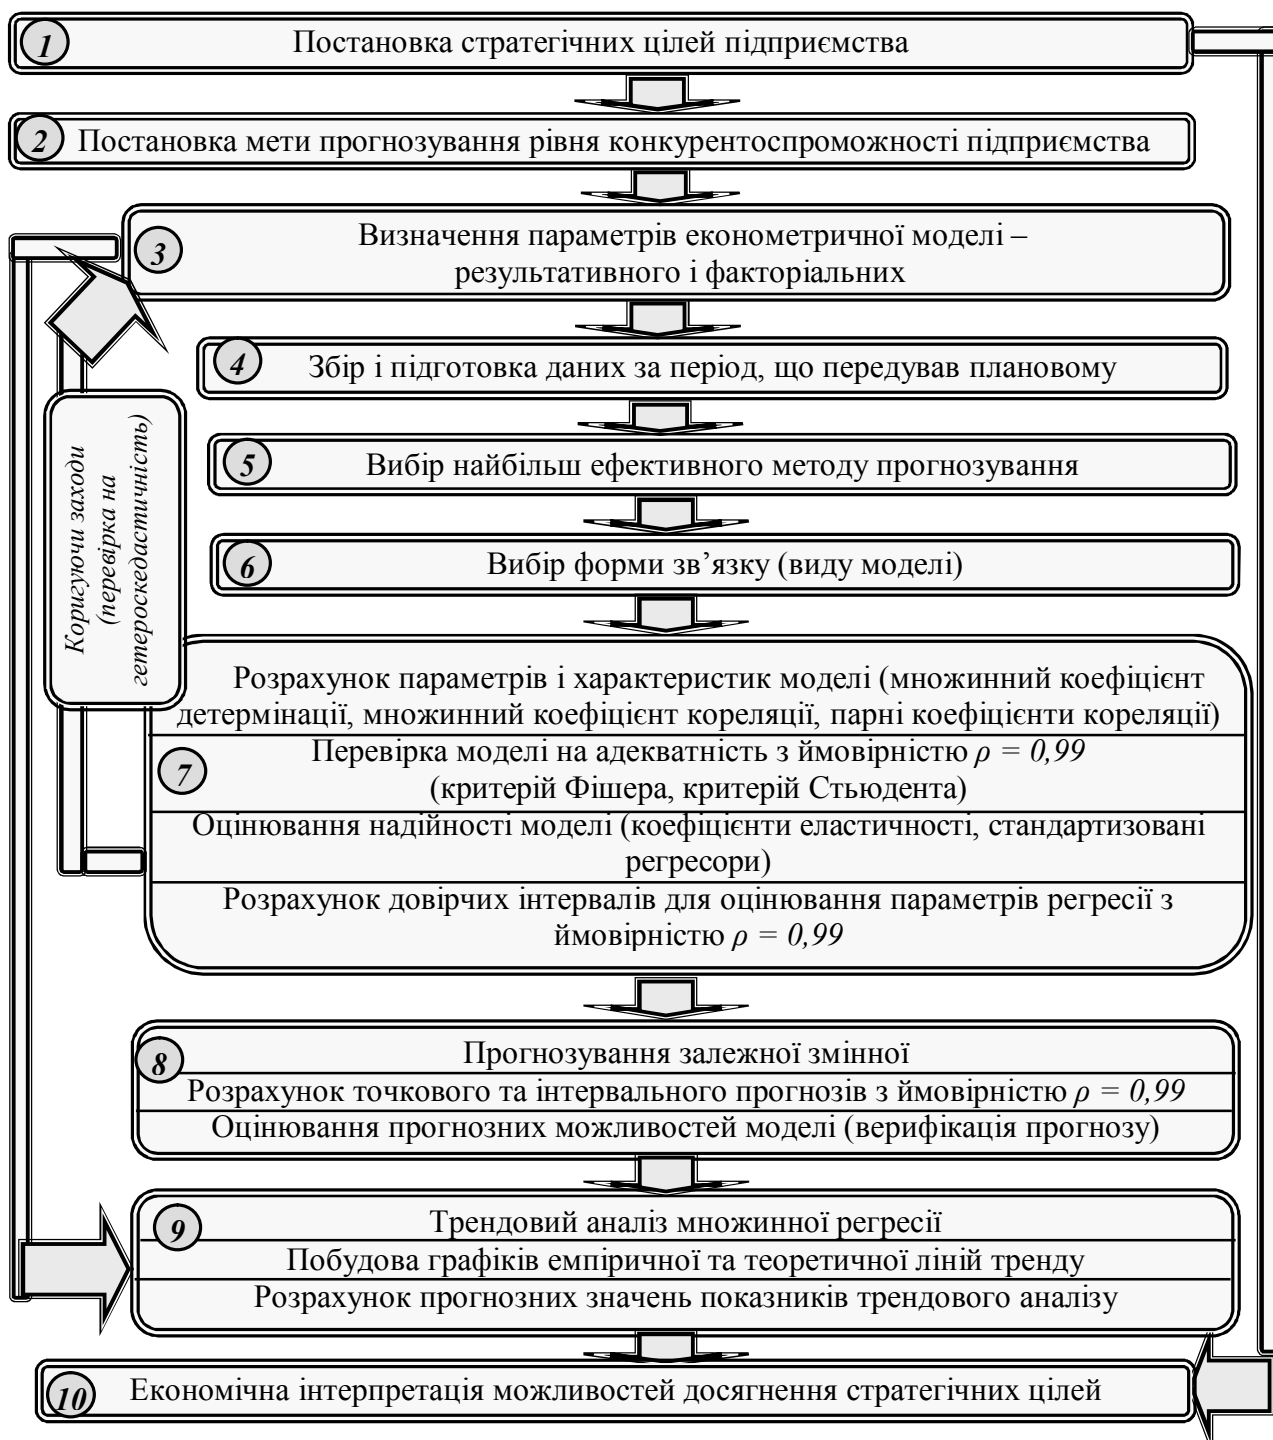 1
Постановка стратегічних цілей підприємства
2
Постановка мети прогнозування рівня конкурентоспроможності підприємства
3
Визначення параметрів економетричної моделі –
результативного і факторіальних
4
Збір і підготовка даних за період, що передував плановому
5
Вибір найбільш ефективного методу прогнозування
6
Вибір форми зв’язку (виду моделі)
Коригуючи заходи
(перевірка на
гетероскедастичність)
7
Розрахунок параметрів і характеристик моделі (множинний коефіцієнт
детермінації, множинний коефіцієнт кореляції, парні коефіцієнти кореляції)
Перевірка моделі на адекватність з ймовірністю ρ = 0,99
(критерій Фішера, критерій Стьюдента)
Оцінювання надійності моделі (коефіцієнти еластичності, стандартизовані
регресори)
Розрахунок довірчих інтервалів для оцінювання параметрів регресії з
ймовірністю ρ = 0,99
8
Прогнозування залежної змінної
Розрахунок точкового та інтервального прогнозів з ймовірністю ρ = 0,99
Оцінювання прогнозних можливостей моделі (верифікація прогнозу)
9
Трендовий аналіз множинної регресії
Побудова графіків емпіричної та теоретичної ліній тренду
Розрахунок прогнозних значень показників трендового аналізу
10
Економічна інтерпретація можливостей досягнення стратегічних цілей